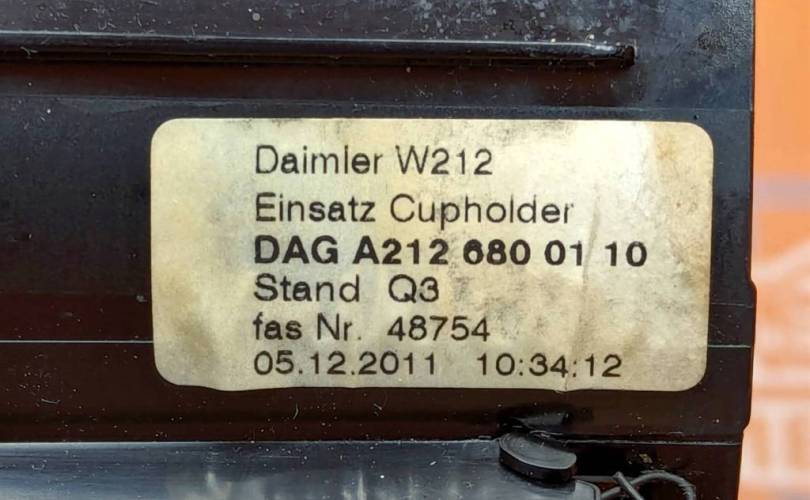 Daimler W212
Einsatz Cupholder
DAG A212 680 01 10
Stand Q3
fas Nr. 48754
05.12.2011 10:34:12